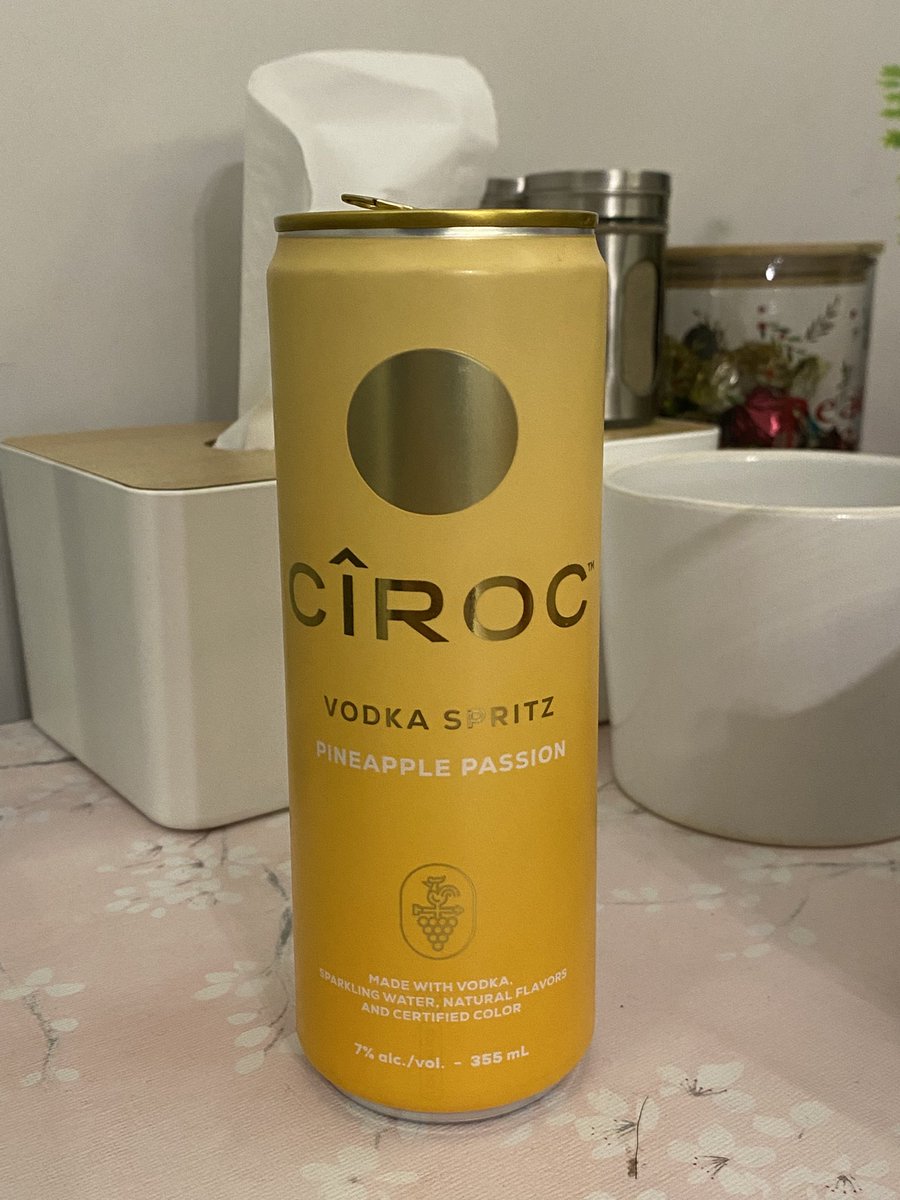 CÎROC™
VODKA SPRITZ
PINEAPPLE PASSION
MADE WITH VODKA,
SPARKLING WATER, NATURAL FLAVORS
AND CERTIFIED COLOR
7% alc./vol. - 355 mL